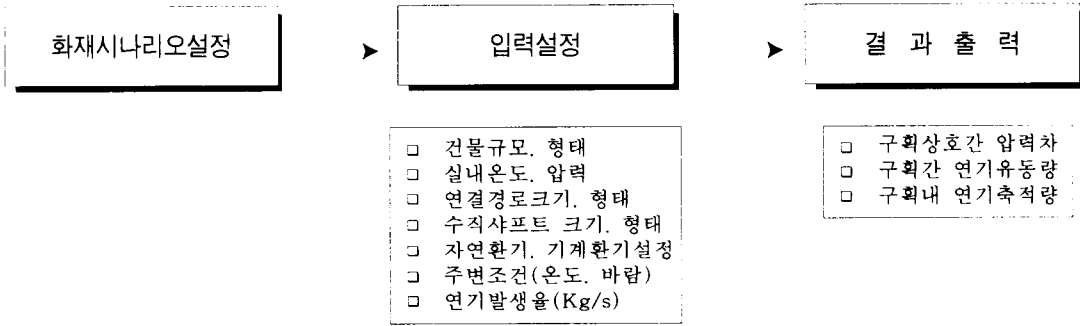 화재시나리오설정
➤
입력설정
➤
결 과 출 력
□ 건물규모. 형태
□ 실내온도. 압력
□ 연결경로크기. 형태
□ 수직샤프트 크기. 형태
□ 자연환기. 기계환기설정
□ 주변조건(온도. 바람)
□ 연기발생율(Kg/s)
□ 구획상호간 압력차
□ 구획간 연기유동량
□ 구획내 연기축적량